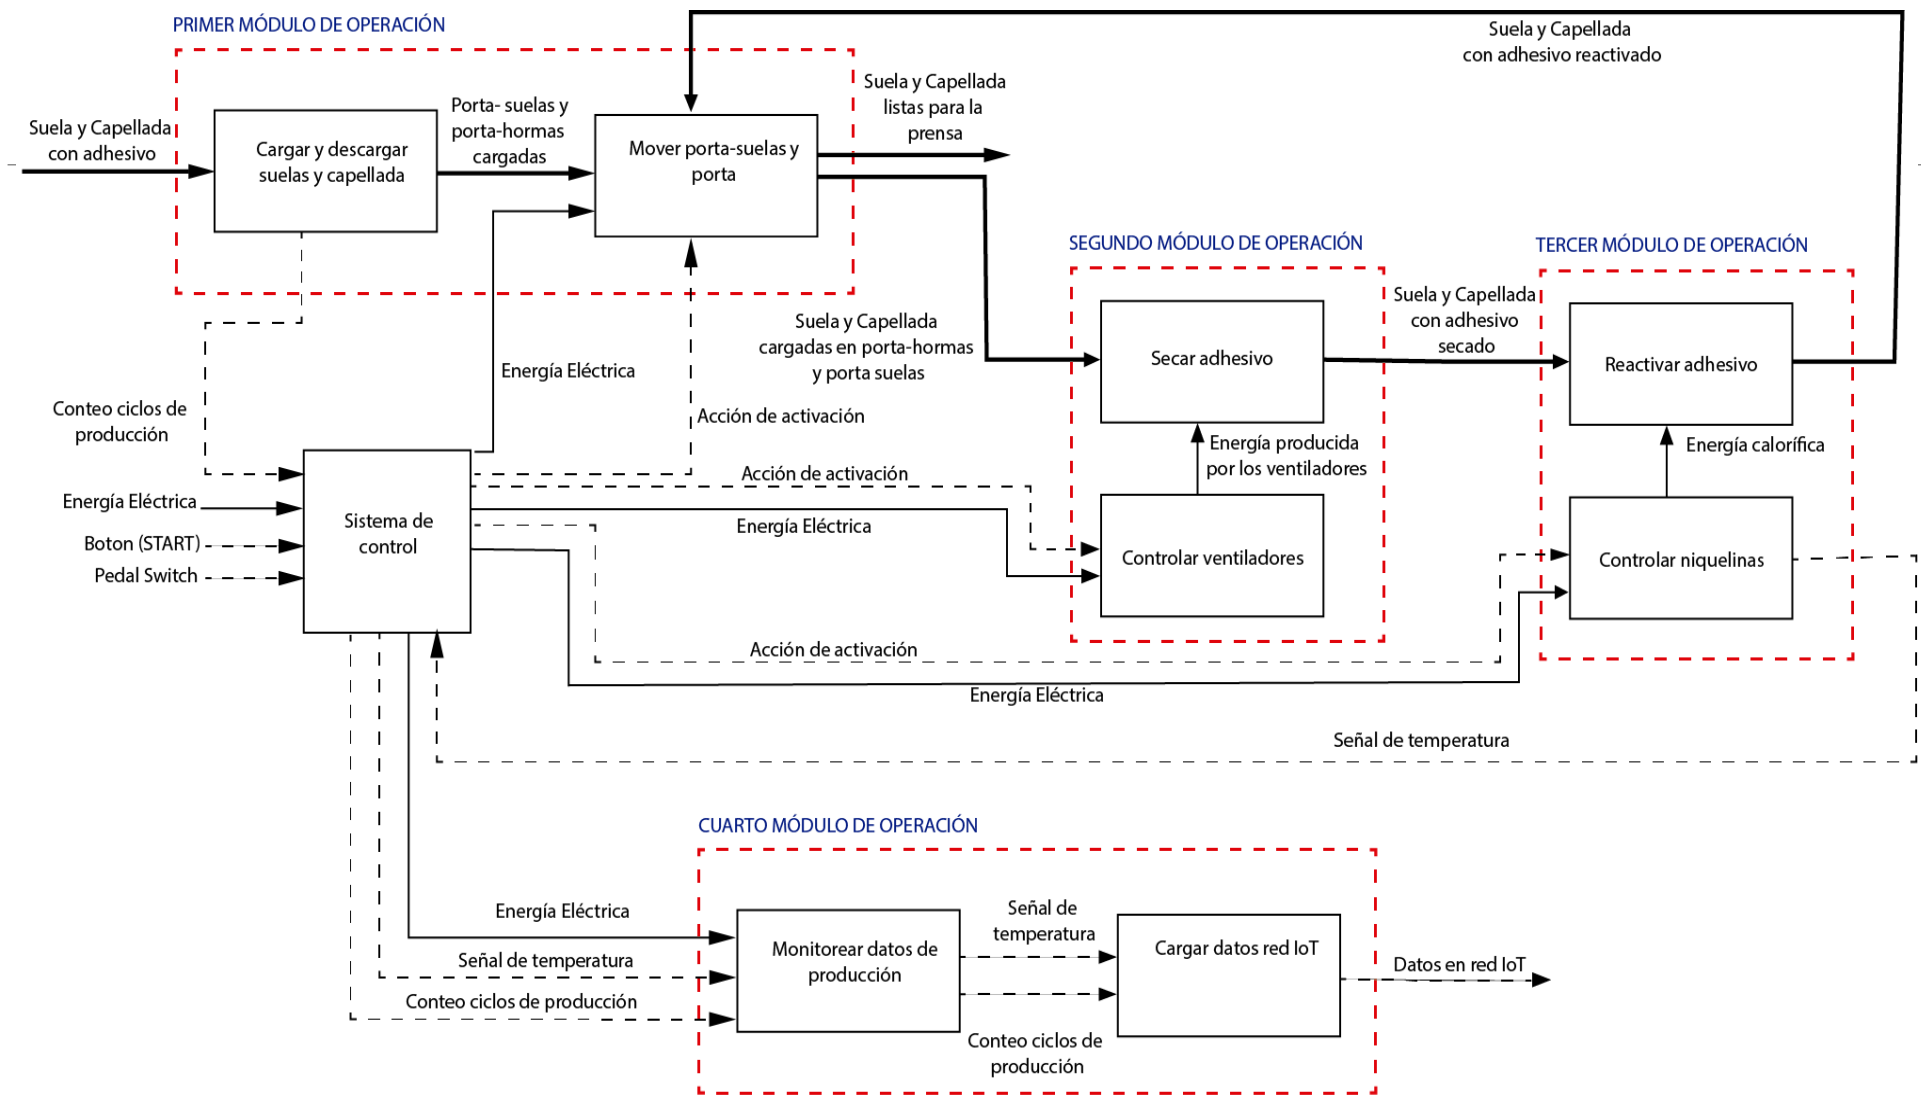 PRIMER MÓDULO DE OPERACIÓN
Suela y Capellada
con adhesivo reactivado
Suela y Capellada
con adhesivo
Cargar y descargar
suelas y capellada
Porta- suelas y
porta-hormas
cargadas
Mover porta-suelas y
porta
Suela y Capellada
listas para la
prensa
SEGUNDO MÓDULO DE OPERACIÓN
TERCER MÓDULO DE OPERACIÓN
Suela y Capellada
cargadas en porta-hormas
y porta suelas
Secar adhesivo
Suela y Capellada
con adhesivo
secado
Reactivar adhesivo
Energía Eléctrica
Acción de activación
Conteo ciclos de
producción
Energía producida
por los ventiladores
Energía calorífica
Energía Eléctrica
Boton (START)
Pedal Switch
Sistema de
control
Acción de activación
Energía Eléctrica
Controlar ventiladores
Controlar niquelinas
Acción de activación
Energía Eléctrica
Señal de temperatura
CUARTO MÓDULO DE OPERACIÓN
Energía Eléctrica
Señal de temperatura
Conteo ciclos de producción
Monitorear datos de
producción
Señal de
temperatura
Conteo ciclos de
producción
Cargar datos red IoT
Datos en red IoT